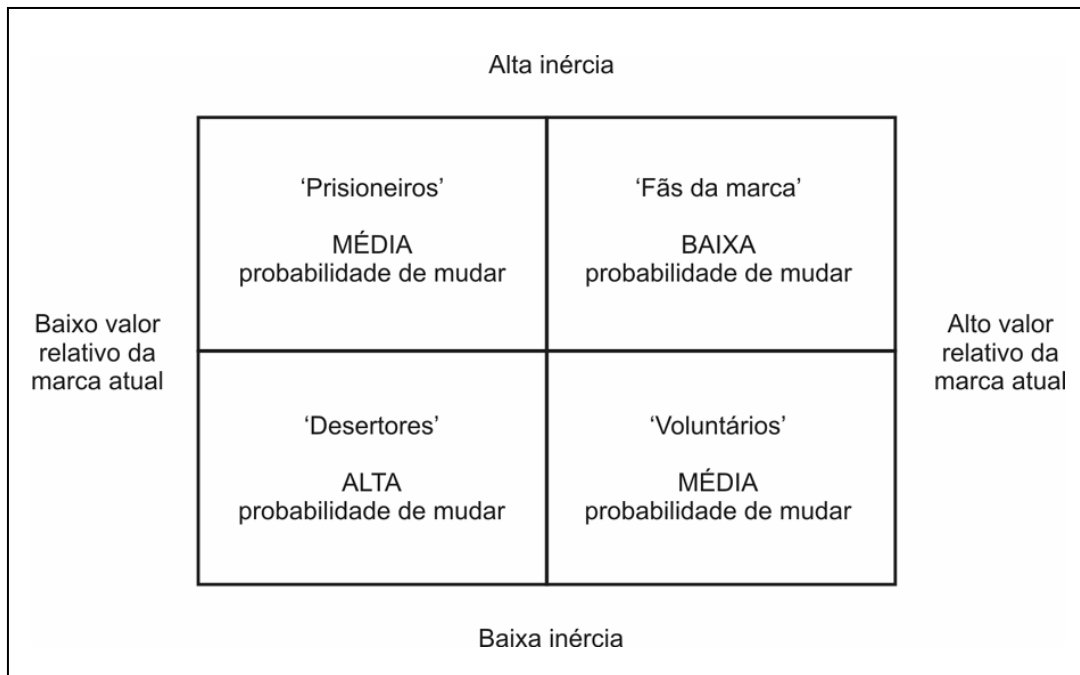 Alta inércia
‘Prisioneiros’
MÉDIA
probabilidade de mudar
‘Fãs da marca’
BAIXA
probabilidade de mudar
Baixo valor
relativo da
marca atual
Alto valor
relativo da
marca atual
‘Desertores’
ALTA
probabilidade de mudar
‘Voluntários’
MÉDIA
probabilidade de mudar
Baixa inércia